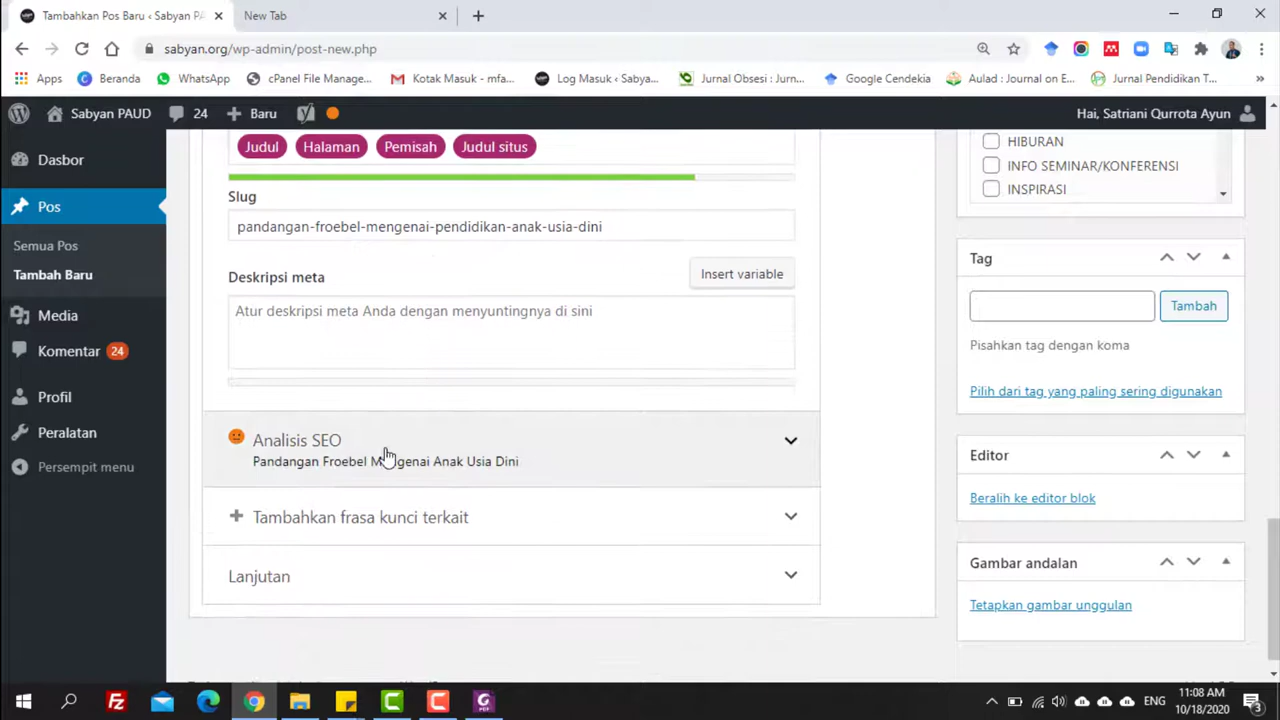 Tambahkan Pos Baru ‹ Sabyan PA
New Tab
sabyan.org/wp-admin/post-new.php
Apps
Beranda
WhatsApp
cPanel File Manage...
Kotak Masuk - mfa...
Log Masuk ‹ Sabya...
Jurnal Obsesi : Jurn...
Google Cendekia
Aulad : Journal on E...
Jurnal Pendidikan T...
Sabyan PAUD
24
Baru
Hai, Satriani Qurrota Ayun
Dasbor
Pos
Semua Pos
Tambah Baru
Media
Komentar 24
Profil
Peralatan
Persempit menu
Judul
Halaman
Pemisah
Judul situs
Slug
pandangan-froebel-mengenai-pendidikan-anak-usia-dini
Deskripsi meta
Insert variable
Atur deskripsi meta Anda dengan menyuntingnya di sini
Analisis SEO
Pandangan Froebel Mengenai Anak Usia Dini
Tambahkan frasa kunci terkait
Lanjutan
HIBURAN
INFO SEMINAR/KONFERENSI
INSPIRASI
Tag
Tambah
Pisahkan tag dengan koma
Pilih dari tag yang paling sering digunakan
Editor
Beralih ke editor blok
Gambar andalan
Tetapkan gambar unggulan
ENG
11:08 AM
10/18/2020
3